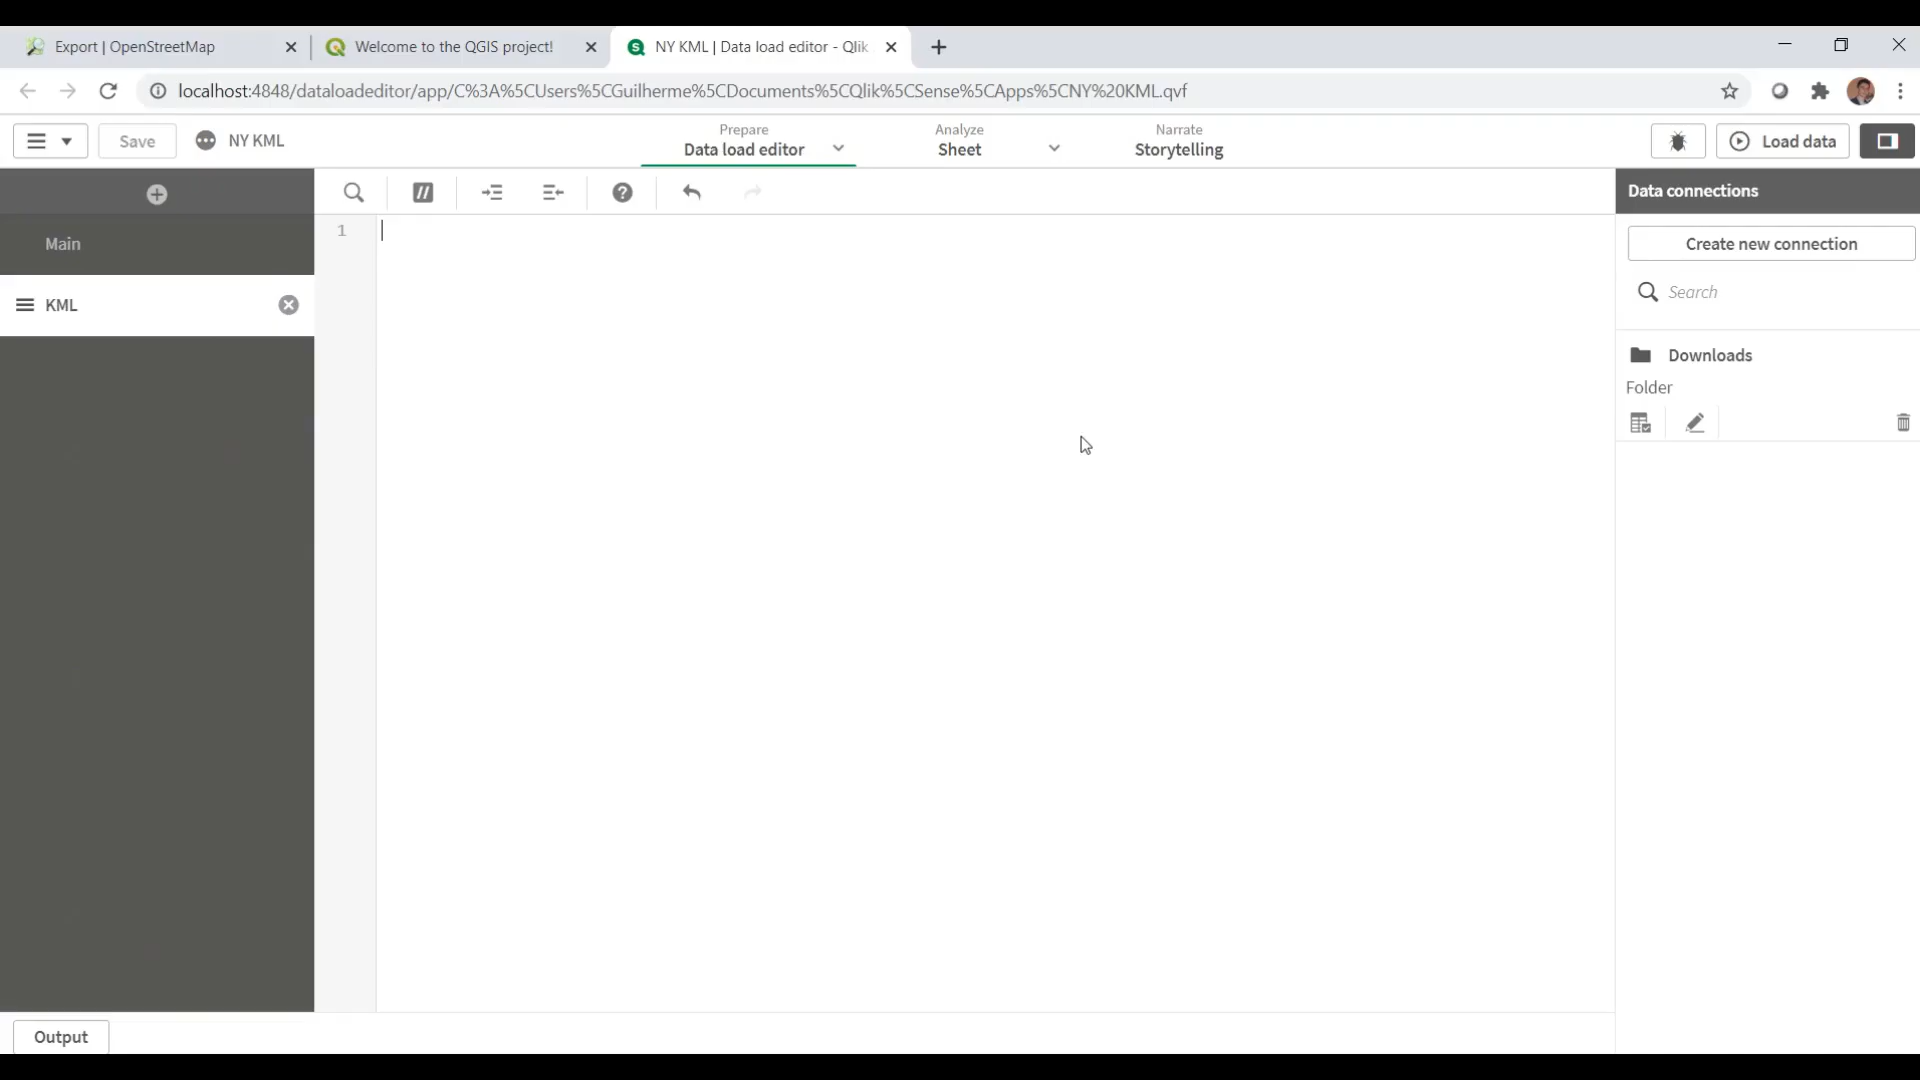 Export | OpenStreetMap
Welcome to the QGIS project!
NY KML | Data load editor - Qlik
localhost:4848/dataloadeditor/app/C%3A%5CUsers%5CGuilherme%5CDocuments%5CQlik%5CSense%5CApps%5CNY%20KML.qvf
Save
NY KML
Prepare
Data load editor
Analyze
Sheet
Narrate
Storytelling
Load data
Main
KML
1
Data connections
Create new connection
Search
Downloads
Folder
Output